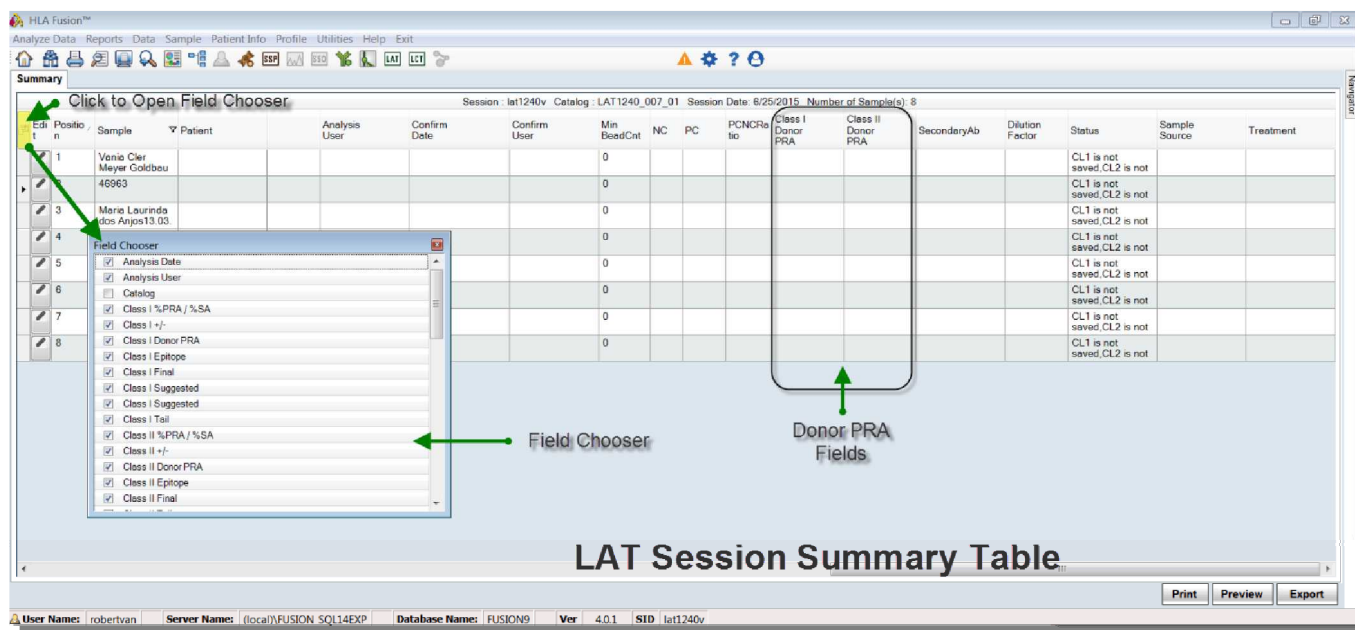 HLA Fusion™
Analyze Data Reports Data Sample Patient Info Profile Utilities Help Exit
SSP SSO LAT LCT ?
Summary
Navigator
Click to Open Field Chooser
Session : lat1240v Catalog : LAT1240_007_01 Session Date: 6/25/2015 Number of Sample(s): 8
Edi t Positio n Sample Patient Analysis User Confirm Date Confirm User Min BeadCnt NC PC PCNCRa tio Class I Donor PRA Class II Donor PRA SecondaryAb Dilution Factor Status Sample Source Treatment
1 Vania Cler Meyer Goldbau 0 CL1 is not saved,CL2 is not
46963 0 CL1 is not saved,CL2 is not
3 Maria Laurinda dos Anjos13.03. 0 CL1 is not saved,CL2 is not
4 0 CL1 is not saved,CL2 is not
5 0 CL1 is not saved,CL2 is not
6 0 CL1 is not saved,CL2 is not
7 0 CL1 is not saved,CL2 is not
8 0 CL1 is not saved,CL2 is not
Field Chooser
Analysis Date
Analysis User
Catalog
Class I %PRA / %SA
Class I +/-
Class I Donor PRA
Class I Epitope
Class I Final
Class I Suggested
Class I Suggested
Class I Tail
Class II %PRA / %SA
Class II +/-
Class II Donor PRA
Class II Epitope
Class II Final
Field Chooser
Donor PRA
Fields
LAT Session Summary Table
Print Preview Export
User Name: robertvan Server Name: (local)\FUSION_SQL14EXP Database Name: FUSION9 Ver 4.0.1 SID lat1240v